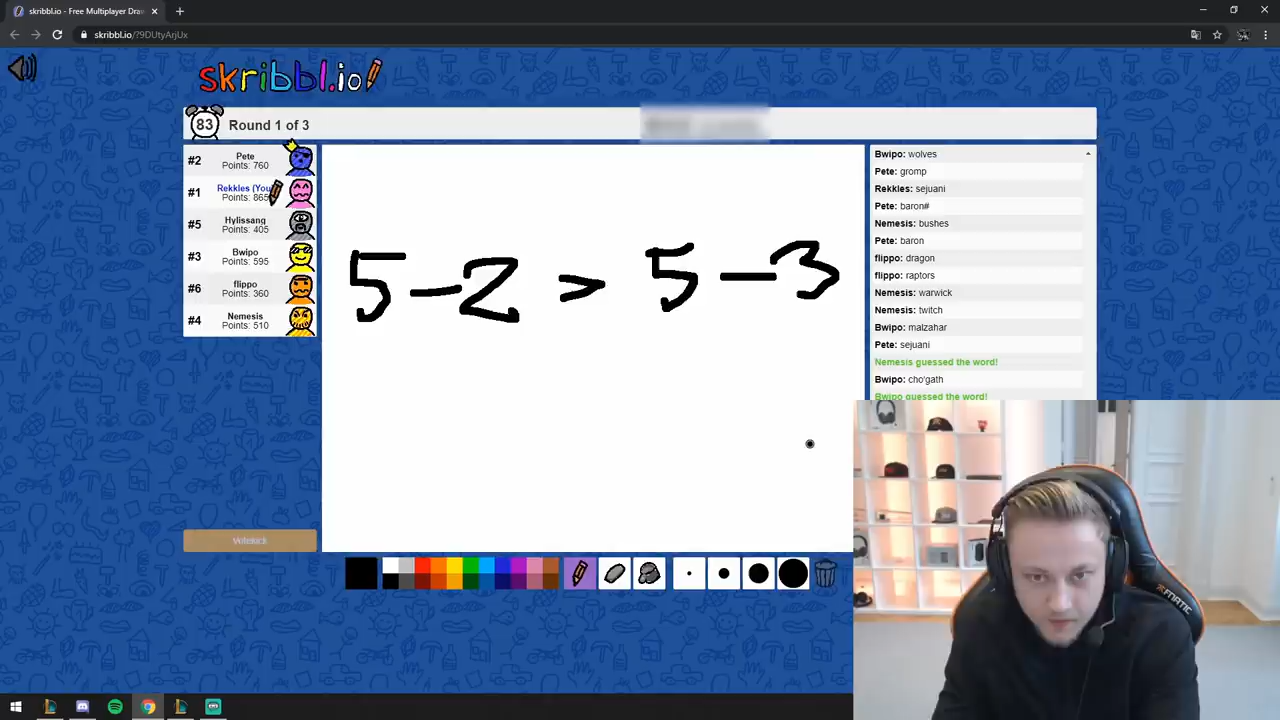 skribbl.io - Free Multiplayer Dra
skribbl.io/?9DUtyArjUx
skribbl.io
83 Round 1 of 3
#2 Pete
Points: 760
#1 Rekkles (You
Points: 865
#5 Hylissang
Points: 405
#3 Bwipo
Points: 595
#6 flippo
Points: 360
#4 Nemesis
Points: 510
Votekick
5-2 > 5-3
Bwipo: wolves
Pete: gromp
Rekkles: sejuani
Pete: baron#
Nemesis: bushes
Pete: baron
flippo: dragon
flippo: raptors
Nemesis: warwick
Nemesis: twitch
Bwipo: malzahar
Pete: sejuani
Nemesis guessed the word!
Bwipo: cho'gath
Bwipo guessed the word!
FNATIC